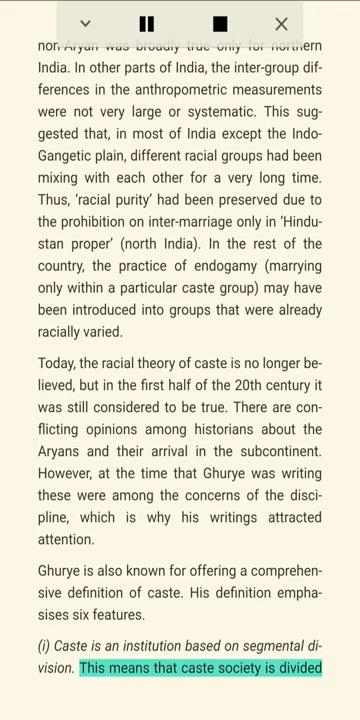 non-Aryan was broadly true only for northern
India. In other parts of India, the inter-group dif-
ferences in the anthropometric measurements
were not very large or systematic. This sug-
gested that, in most of India except the Indo-
Gangetic plain, different racial groups had been
mixing with each other for a very long time.
Thus, ‘racial purity’ had been preserved due to
the prohibition on inter-marriage only in ‘Hindu-
stan proper’ (north India). In the rest of the
country, the practice of endogamy (marrying
only within a particular caste group) may have
been introduced into groups that were already
racially varied.
Today, the racial theory of caste is no longer be-
lieved, but in the first half of the 20th century it
was still considered to be true. There are con-
flicting opinions among historians about the
Aryans and their arrival in the subcontinent.
However, at the time that Ghurye was writing
these were among the concerns of the disci-
pline, which is why his writings attracted
attention.
Ghurye is also known for offering a comprehen-
sive definition of caste. His definition empha-
sises six features.
(i) Caste is an institution based on segmental di-
vision. This means that caste society is divided